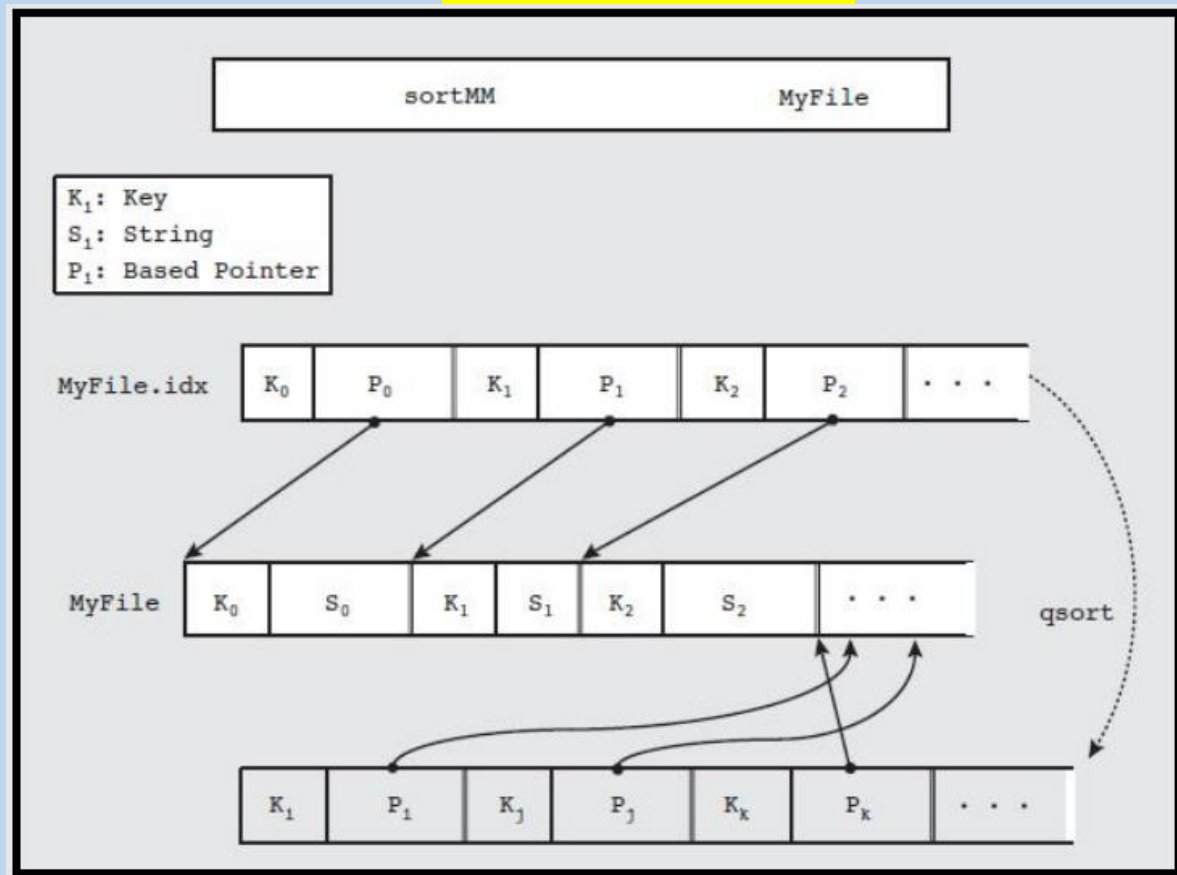 sortMM MyFile
K₁: Key
S₁: String
P₁: Based Pointer
MyFile.idx K₀ P₀ K₁ P₁ K₂ P₂ · · ·
MyFile K₀ S₀ K₁ S₁ K₂ S₂ · · ·
qsort
K₁ P₁ Kⱼ Pⱼ Kₖ Pₖ · · ·